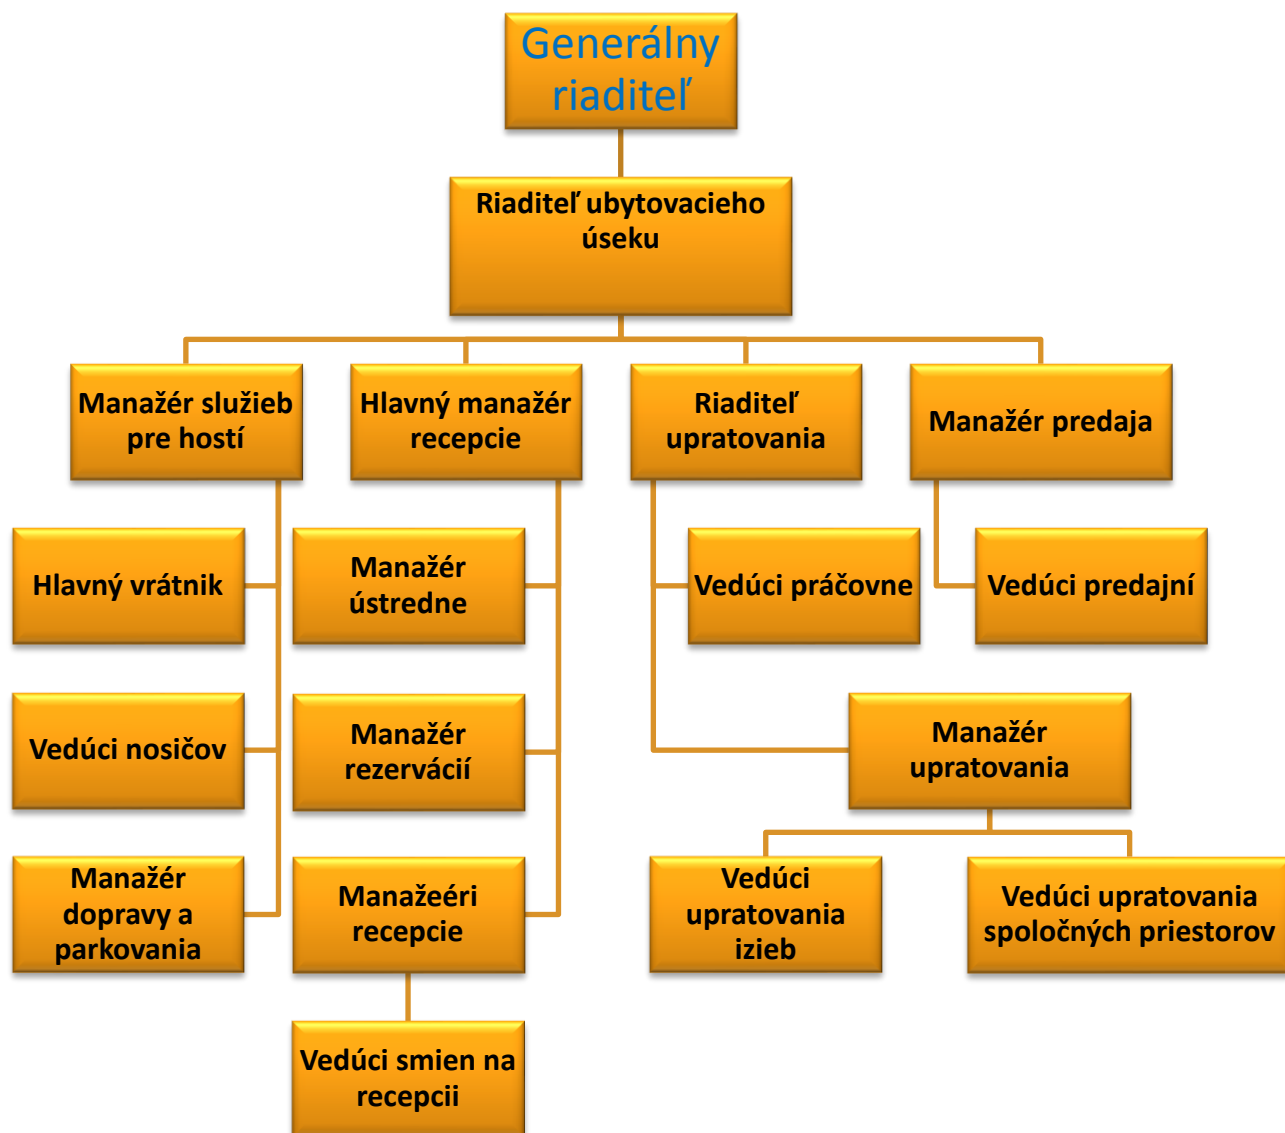 Generálny
riaditeľ
Riaditeľ ubytovacieho
úseku
Manažér služieb
pre hostí
Hlavný manažér
recepcie
Riaditeľ
upratovania
Manažér predaja
Hlavný vrátnik
Manažér
ústredne
Vedúci práčovne
Vedúci predajní
Vedúci nosičov
Manažér
rezervácií
Manažér
upratovania
Manažér
dopravy a
parkovania
Manažeéri
recepcie
Vedúci
upratovania
izieb
Vedúci upratovania
spoločných priestorov
Vedúci smien na
recepcii